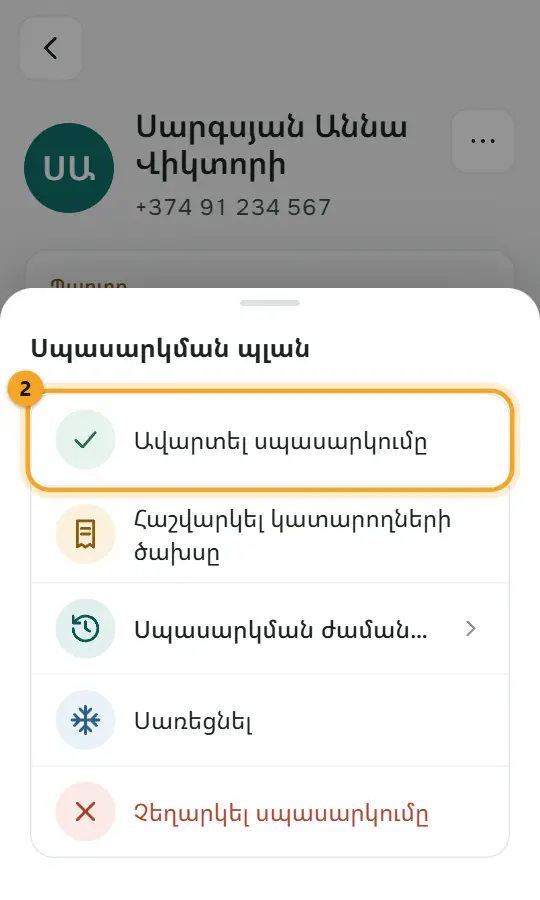 Սարգսյան Աննա
Վիկտորի
ՍԱ
+374 91 234 567
Սպասարկման պլան
2
Ավարտել սպասարկումը
Հաշվարկել կատարողների
ծախսը
Սպասարկման ժաման...
Սառեցնել
Չեղարկել սպասարկումը